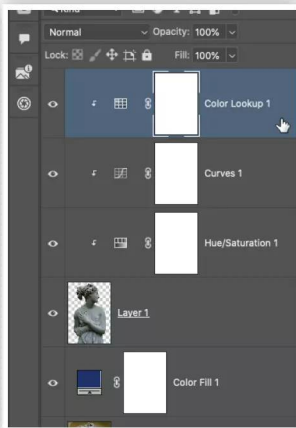 Normal Opacity: 100%
Lock: Fill: 100%
Color Lookup 1
Curves 1
Hue/Saturation 1
Layer 1
Color Fill 1